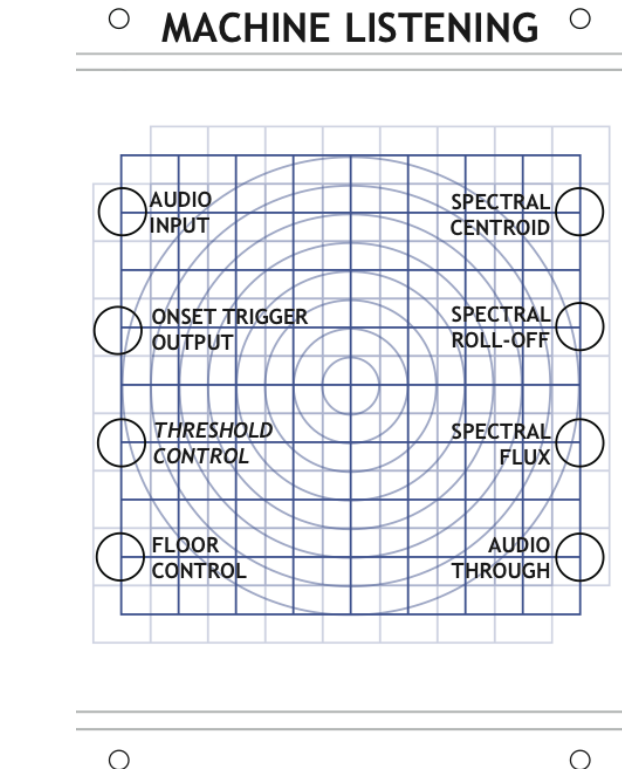 MACHINE LISTENING
AUDIO
INPUT
SPECTRAL
CENTROID
ONSET TRIGGER
OUTPUT
SPECTRAL
ROLL-OFF
THRESHOLD
CONTROL
SPECTRAL
FLUX
FLOOR
CONTROL
AUDIO
THROUGH